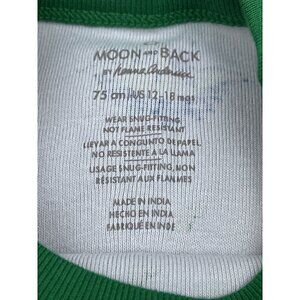 MOON AND BACK
BY Hanna Andersson
75 cm /US 12-18 mos.
WEAR SNUG-FITTING,
NOT FLAME RESISTANT
LLEVAR A CONJUNTO DE PAPEL
NO RESISTENTE A LA LLAMA
USAGE SNUG-FITTING, NON
RÉSISTANT AUX FLAMMES
MADE IN INDIA
HECHO EN INDIA
FABRIQUÉ EN INDE